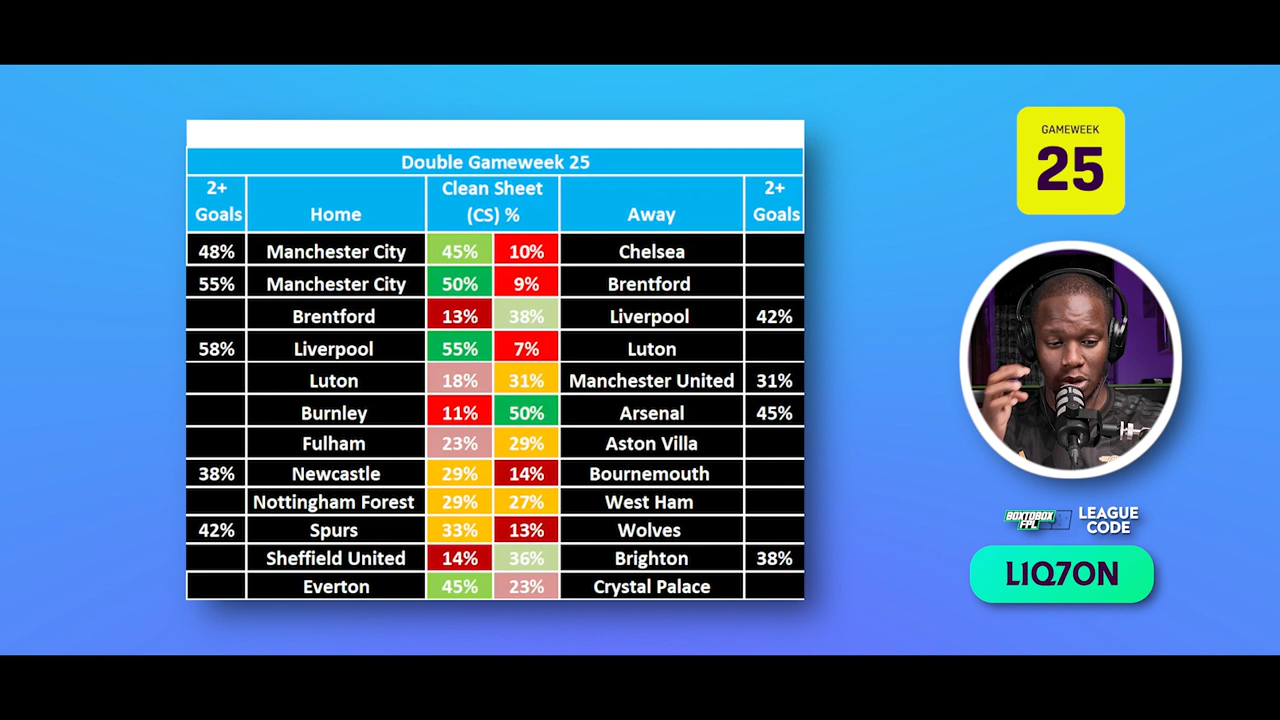 Double Gameweek 25
2+ Goals Home Clean Sheet (CS) % Away 2+ Goals
48% Manchester City 45% 10% Chelsea
55% Manchester City 50% 9% Brentford
Brentford 13% 38% Liverpool 42%
58% Liverpool 55% 7% Luton
Luton 18% 31% Manchester United 31%
Burnley 11% 50% Arsenal 45%
Fulham 23% 29% Aston Villa
38% Newcastle 29% 14% Bournemouth
Nottingham Forest 29% 27% West Ham
42% Spurs 33% 13% Wolves
Sheffield United 14% 36% Brighton 38%
Everton 45% 23% Crystal Palace
GAMEWEEK
25
BOXTOBOX
FPL
LEAGUE
CODE
L1Q7ON